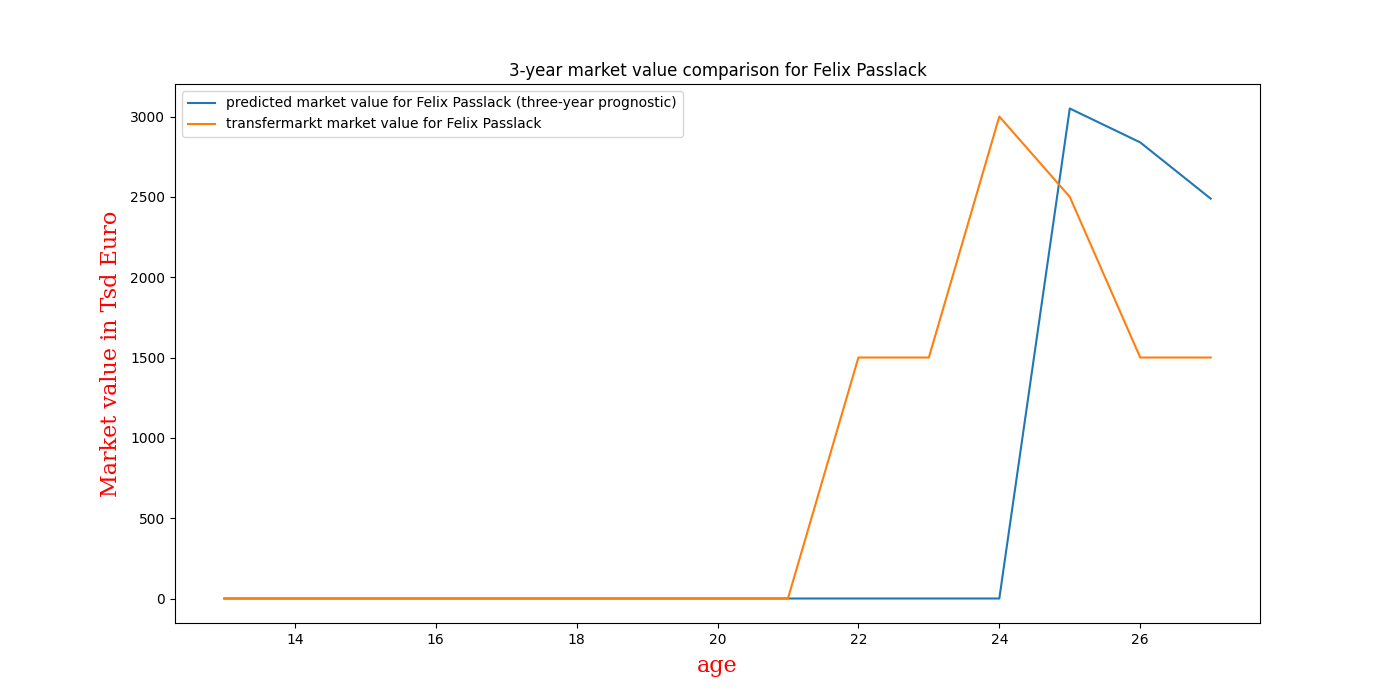 3-year market value comparison for Felix Passlack
predicted market value for Felix Passlack (three-year prognostic)
transfermarkt market value for Felix Passlack
Market value in Tsd Euro
3000
2500
2000
1500
1000
500
0
14 16 18 20 22 24 26
age